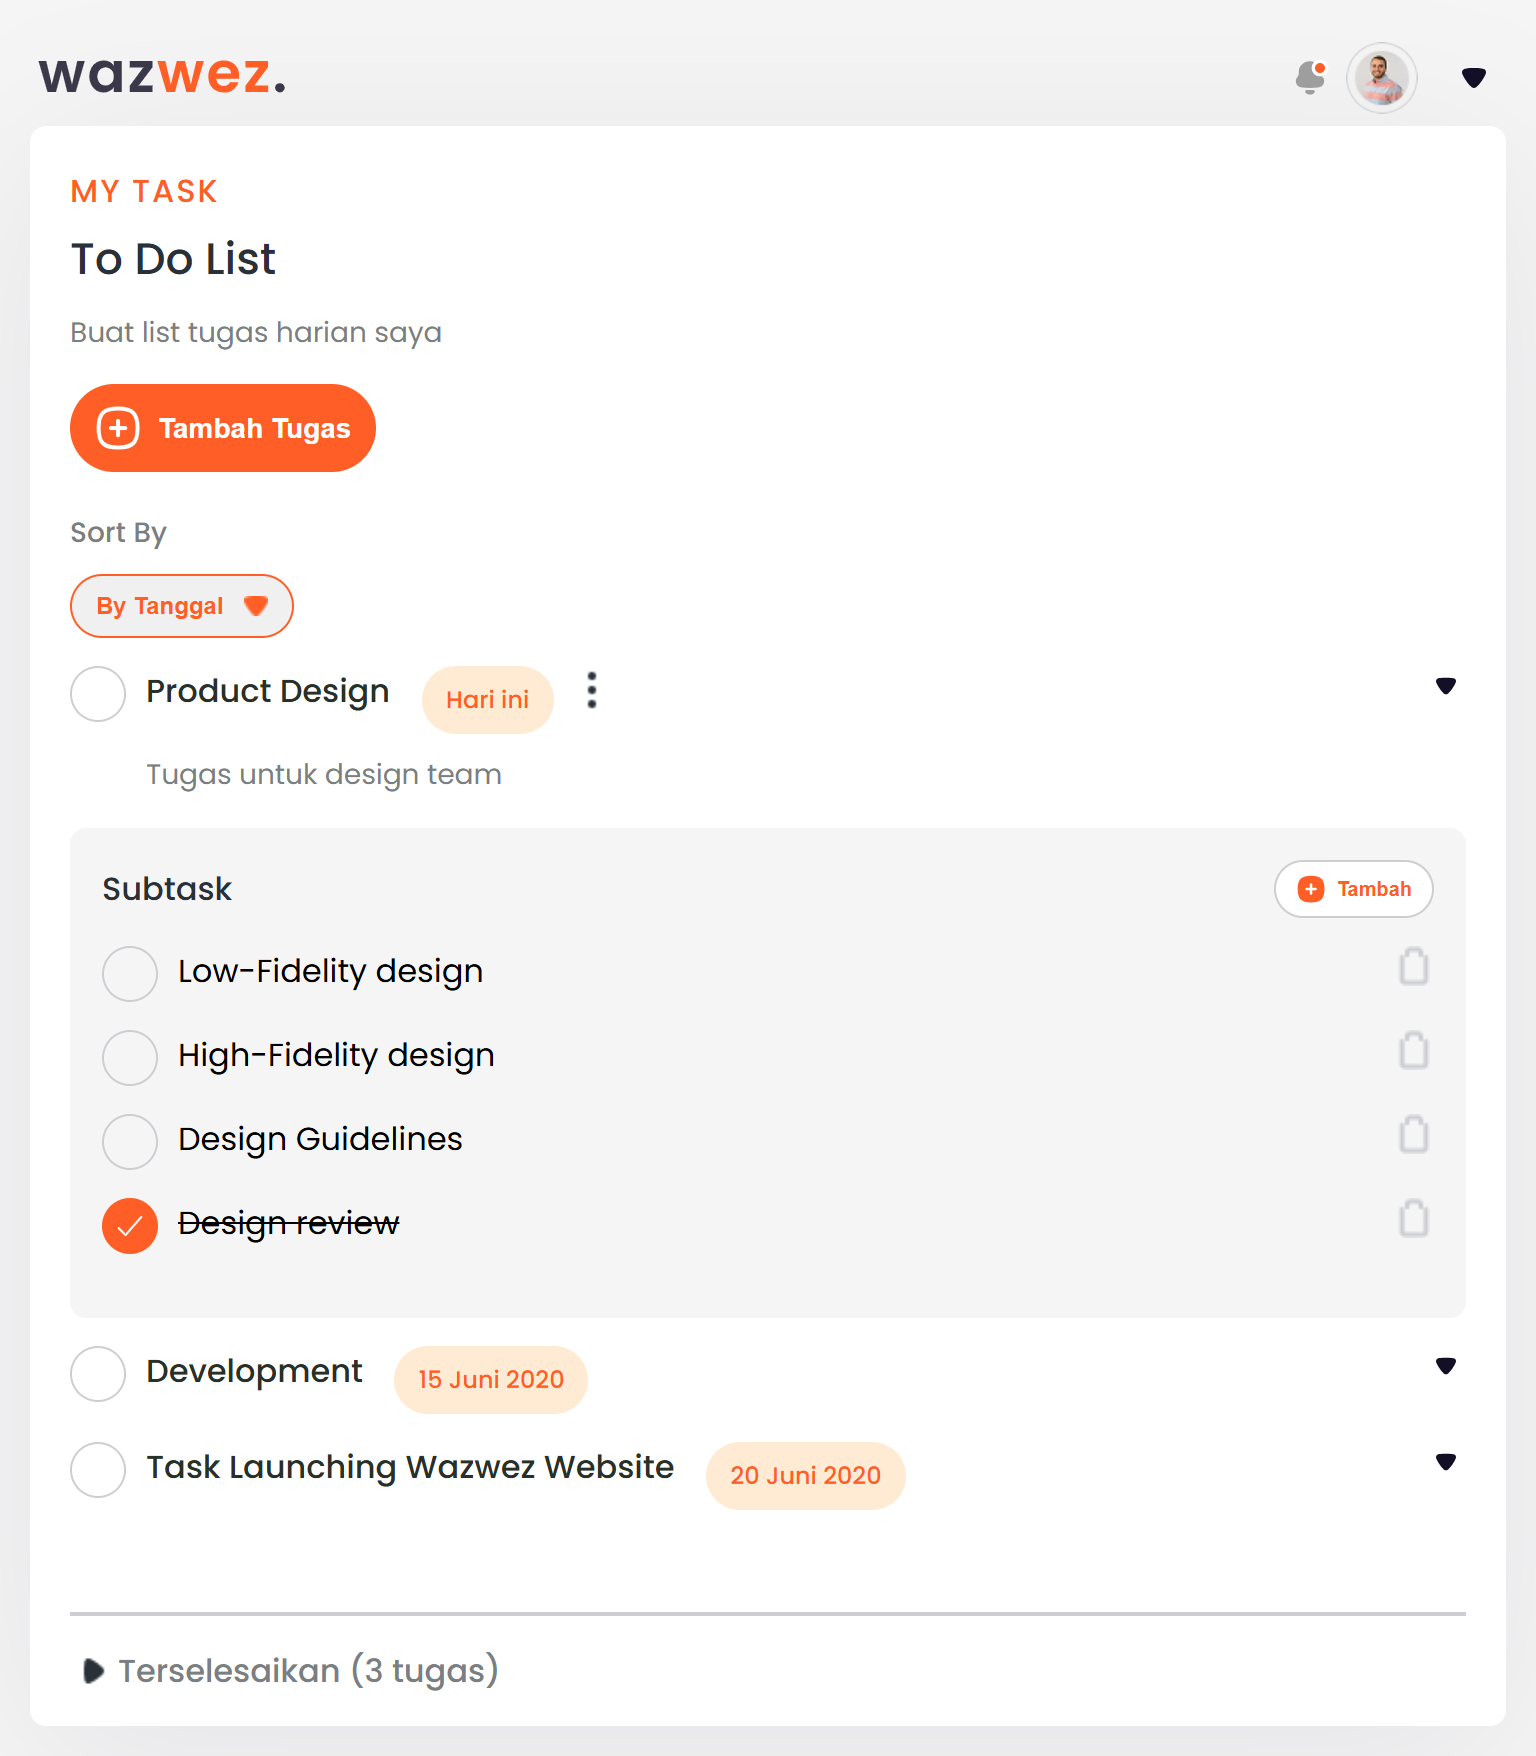 wazwez.
MY TASK
To Do List
Buat list tugas harian saya
Tambah Tugas
Sort By
By Tanggal
Product Design Hari ini
Tugas untuk design team
Subtask Tambah
Low-Fidelity design
High-Fidelity design
Design Guidelines
Design review
Development 15 Juni 2020
Task Launching Wazwez Website 20 Juni 2020
Terselesaikan (3 tugas)